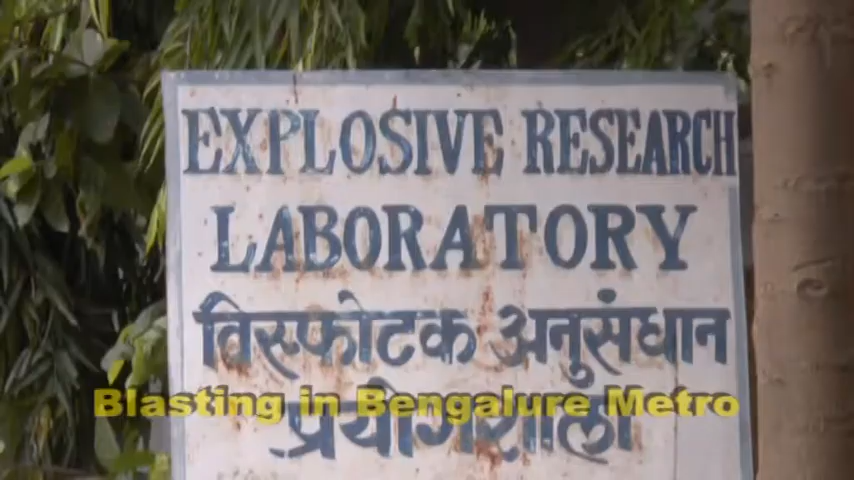 EXPLOSIVE RESEARCH
LABORATORY
विस्फोटक अनुसंधान
Blasting in Bengalure Metro
प्रयोगशाला